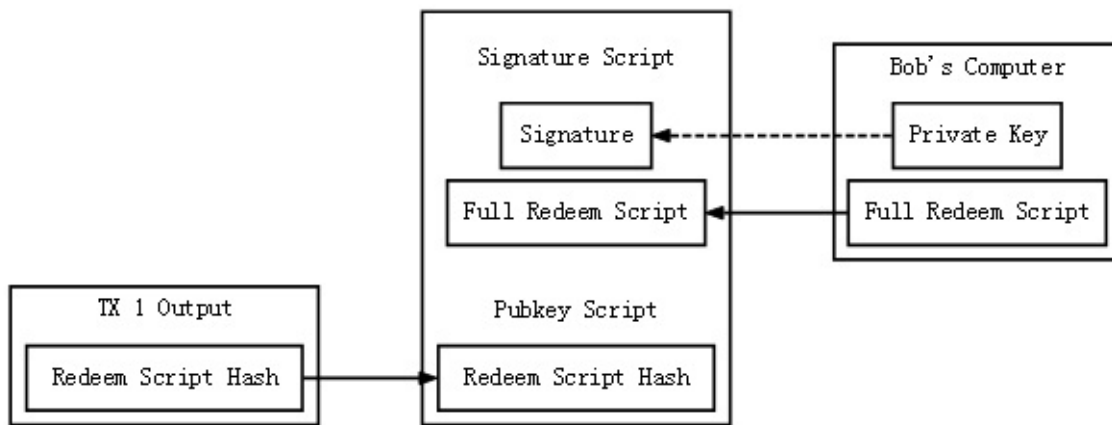 Signature Script
Signature
Full Redeem Script
Pubkey Script
Redeem Script Hash
Bob's Computer
Private Key
Full Redeem Script
TX 1 Output
Redeem Script Hash